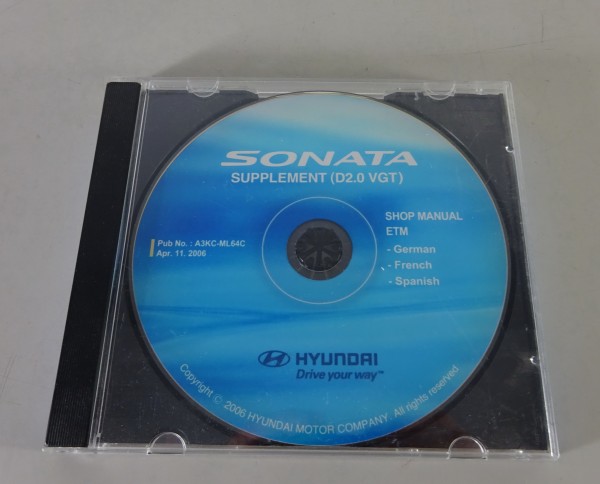 SONATA
SUPPLEMENT (D2.0 VGT)
Pub No. : A3KC-ML64C
Apr. 11. 2006
SHOP MANUAL
ETM
- German
- French
- Spanish
HYUNDAI
Drive your way™
Copyright © 2006 HYUNDAI MOTOR COMPANY. All rights reserved.